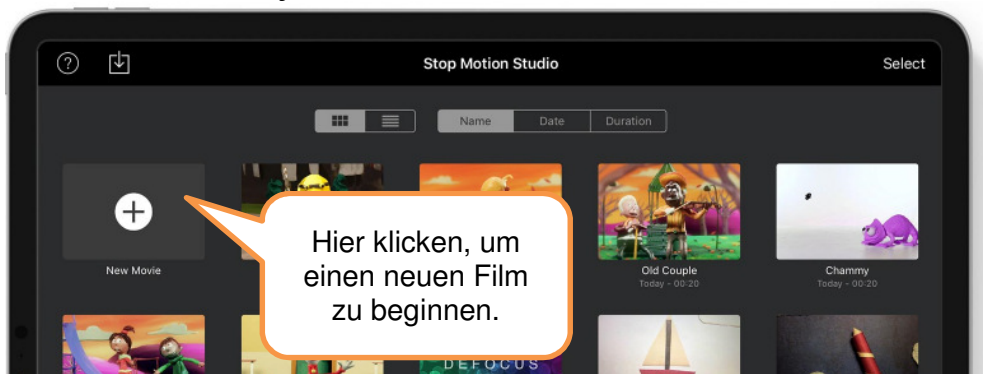 Stop Motion Studio
Select
Name
Date
Duration
Hier klicken, um
einen neuen Film
zu beginnen.
New Movie
Old Couple
Today - 00:20
Chammy
Today - 00:20
DEFOCUS